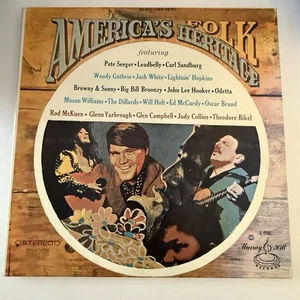 AMERICA'S FOLK HERITAGE
featuring
Pete Seeger • Leadbelly • Carl Sandburg
Woody Guthrie • Josh White • Lightnin' Hopkins
Browny & Sonny • Big Bill Broonzy • John Lee Hooker • Odetta
Mason Williams • The Dillards • Will Holt • Ed McCurdy • Oscar Brand
Rod McKuen • Glenn Yarbrough • Glen Campbell • Judy Collins • Theodore Bikel
STEREO
Murray Hill
RECORDS